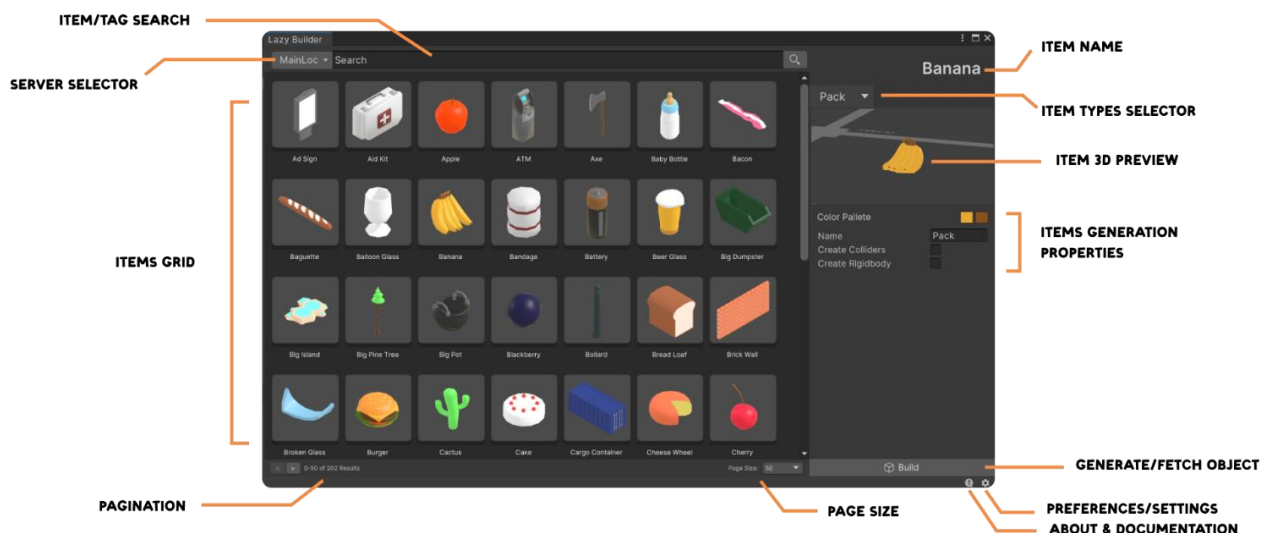 ITEM/TAG SEARCH
SERVER SELECTOR
ITEMS GRID
PAGINATION
Lazy Builder
MainLoc
Search
Ad Sign
Aid Kit
Apple
ATM
Axe
Baby Bottle
Bacon
Baguette
Balloon Glass
Banana
Bandage
Battery
Beer Glass
Big Dumpster
Big Island
Big Pine Tree
Big Pot
Blackberry
Bollard
Bread Loaf
Brick Wall
Broken Glass
Burger
Cactus
Cake
Cargo Container
Cheese Wheel
Cherry
< > 0-50 of 202 Results
Page Size: 50
Banana
Pack
Color Pallete
Name
Pack
Create Colliders
Create Rigidbody
Build
ITEM NAME
ITEM TYPES SELECTOR
ITEM 3D PREVIEW
ITEMS GENERATION
PROPERTIES
GENERATE/FETCH OBJECT
PREFERENCES/SETTINGS
ABOUT & DOCUMENTATION
PAGE SIZE